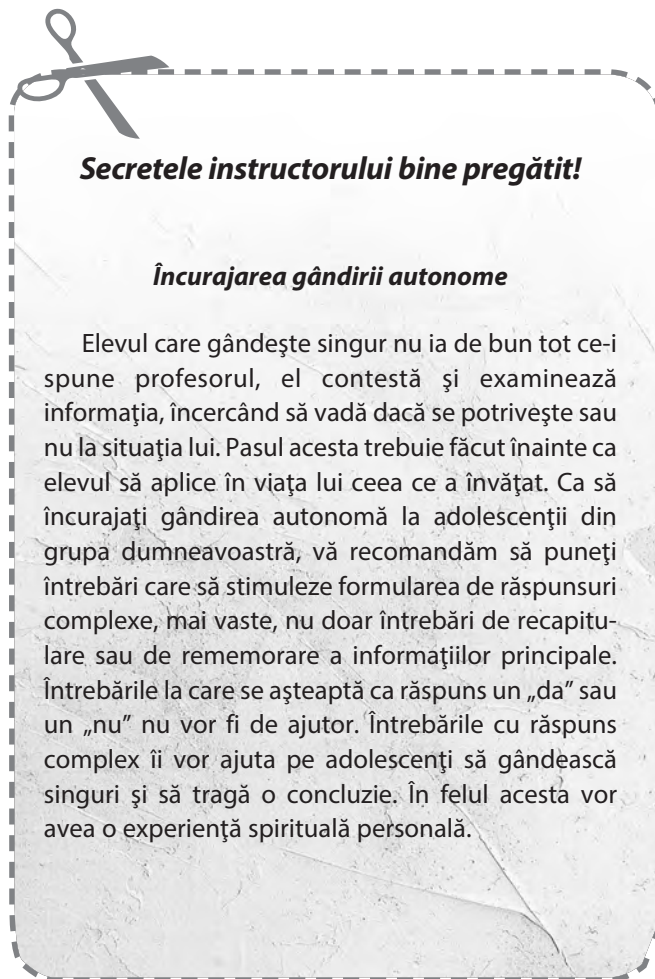 Secretele instructorului bine pregătit!
Încurajarea gândirii autonome
Elevul care gândeşte singur nu ia de bun tot ce-i
spune profesorul, el contestă şi examinează
informaţia, încercând să vadă dacă se potriveşte sau
nu la situaţia lui. Pasul acesta trebuie făcut înainte ca
elevul să aplice în viaţa lui ceea ce a învăţat. Ca să
încurajaţi gândirea autonomă la adolescenţii din
grupa dumneavoastră, vă recomandăm să puneţi
întrebări care să stimuleze formularea de răspunsuri
complexe, mai vaste, nu doar întrebări de recapitu-
lare sau de rememorare a informaţiilor principale.
Întrebările la care se aşteaptă ca răspuns un „da” sau
un „nu” nu vor fi de ajutor. Întrebările cu răspuns
complex îi vor ajuta pe adolescenţi să gândească
singuri şi să tragă o concluzie. În felul acesta vor
avea o experienţă spirituală personală.